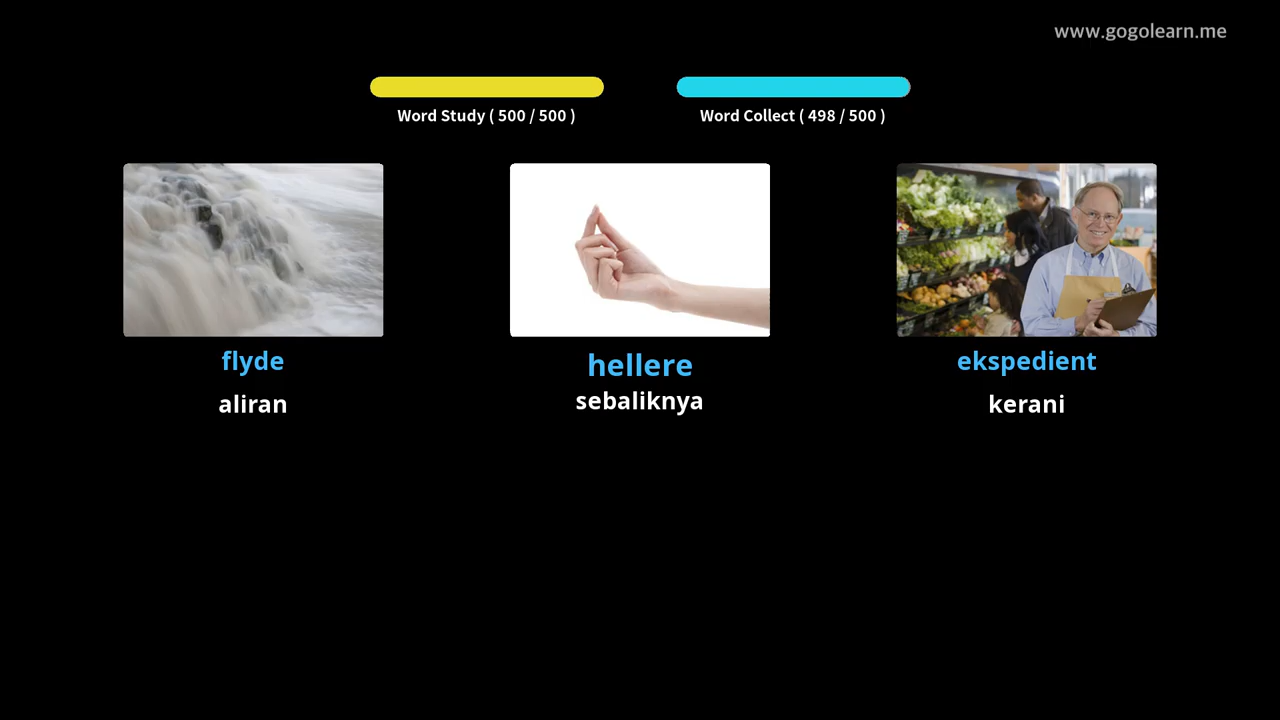 www.gogolearn.me
Word Study ( 500 / 500 )
Word Collect ( 498 / 500 )
flyde
aliran
hellere
sebaliknya
ekspedient
kerani